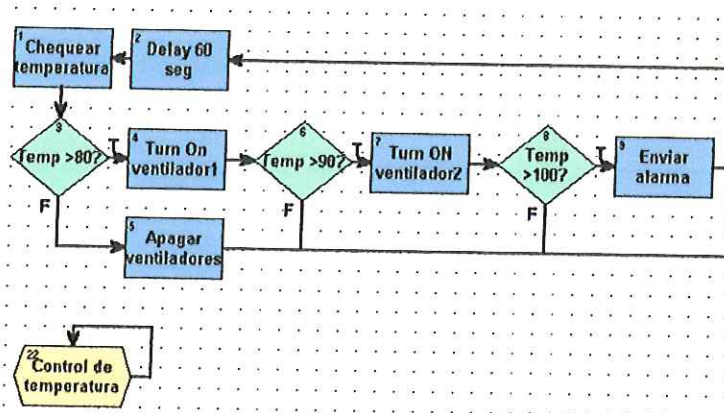 1
Chequear
temperatura
2
Delay 60
seg
3
Temp >80?
T
F
4
Turn On
ventilador1
5
Apagar
ventiladores
6
Temp >90?
T
F
7
Turn ON
ventilador2
8
Temp
>100?
T
F
9
Enviar
alarma
22
Control de
temperatura